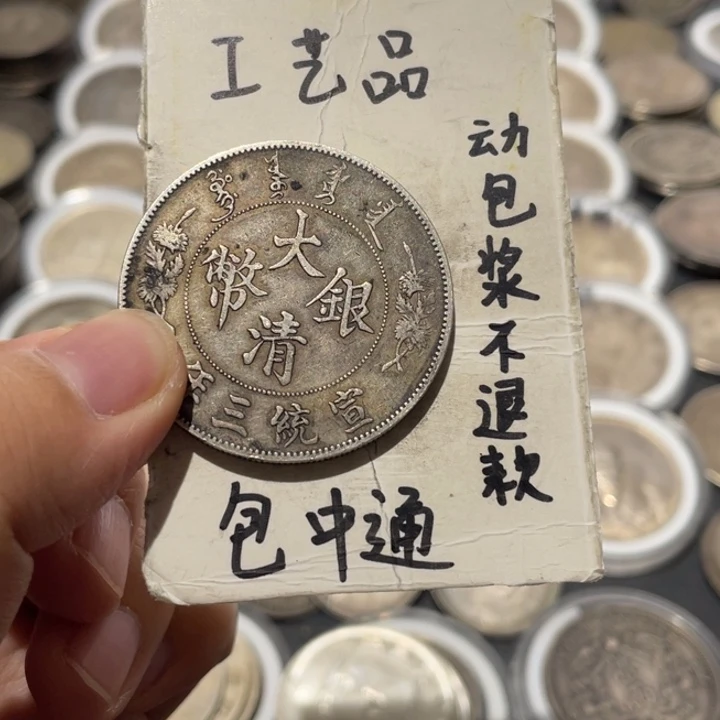 工艺品
动包浆不退款
包中通
大清銀幣
宣統三